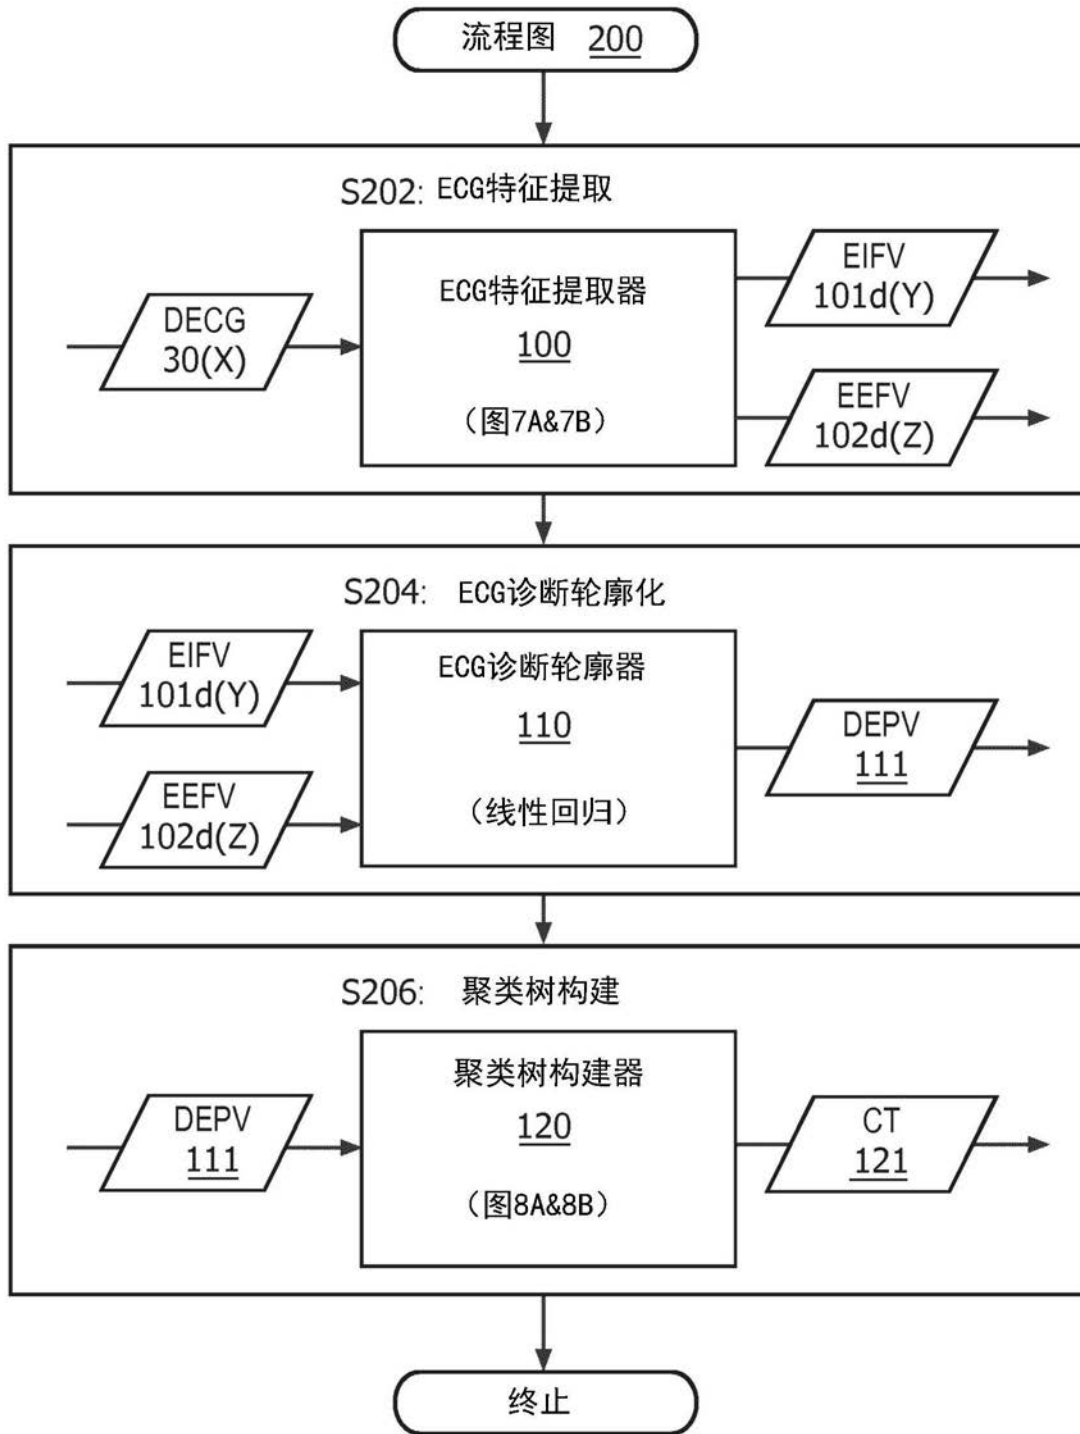 流程图 200
S202: ECG特征提取
DECG
30(X)
ECG特征提取器
100
（图7A&7B）
EIFV
101d(Y)
EEFV
102d(Z)
S204: ECG诊断轮廓化
EIFV
101d(Y)
EEFV
102d(Z)
ECG诊断轮廓器
110
（线性回归）
DEPV
111
S206: 聚类树构建
DEPV
111
聚类树构建器
120
（图8A&8B）
CT
121
终止